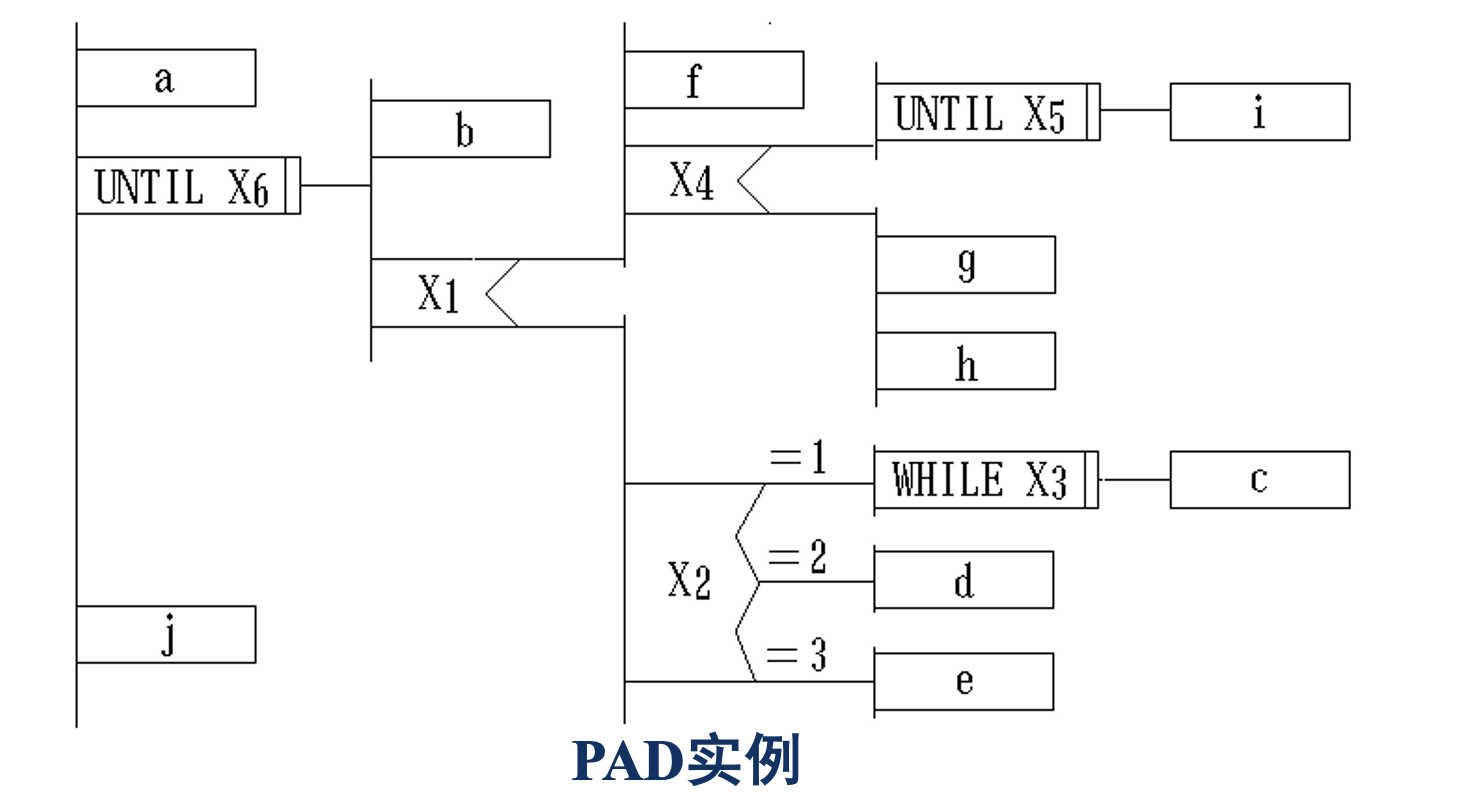 a
b
f
UNTIL X5
i
UNTIL X6
X4
g
X1
h
=1
WHILE X3
c
=2
X2
d
j
=3
e
PAD实例